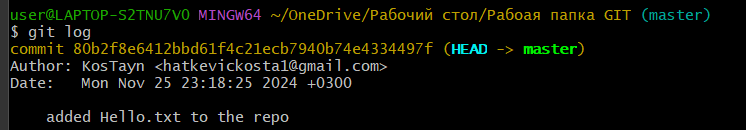 user@LAPTOP-S2TNU7VO MINGW64 ~/OneDrive/Рабочий стол/Рабоая папка GIT (master)
$ git log
commit 80b2f8e6412bbd61f4c21ecb7940b74e4334497f (HEAD -> master)
Author: KosTayn <hatkevickosta1@gmail.com>
Date:   Mon Nov 25 23:18:25 2024 +0300
    added Hello.txt to the repo